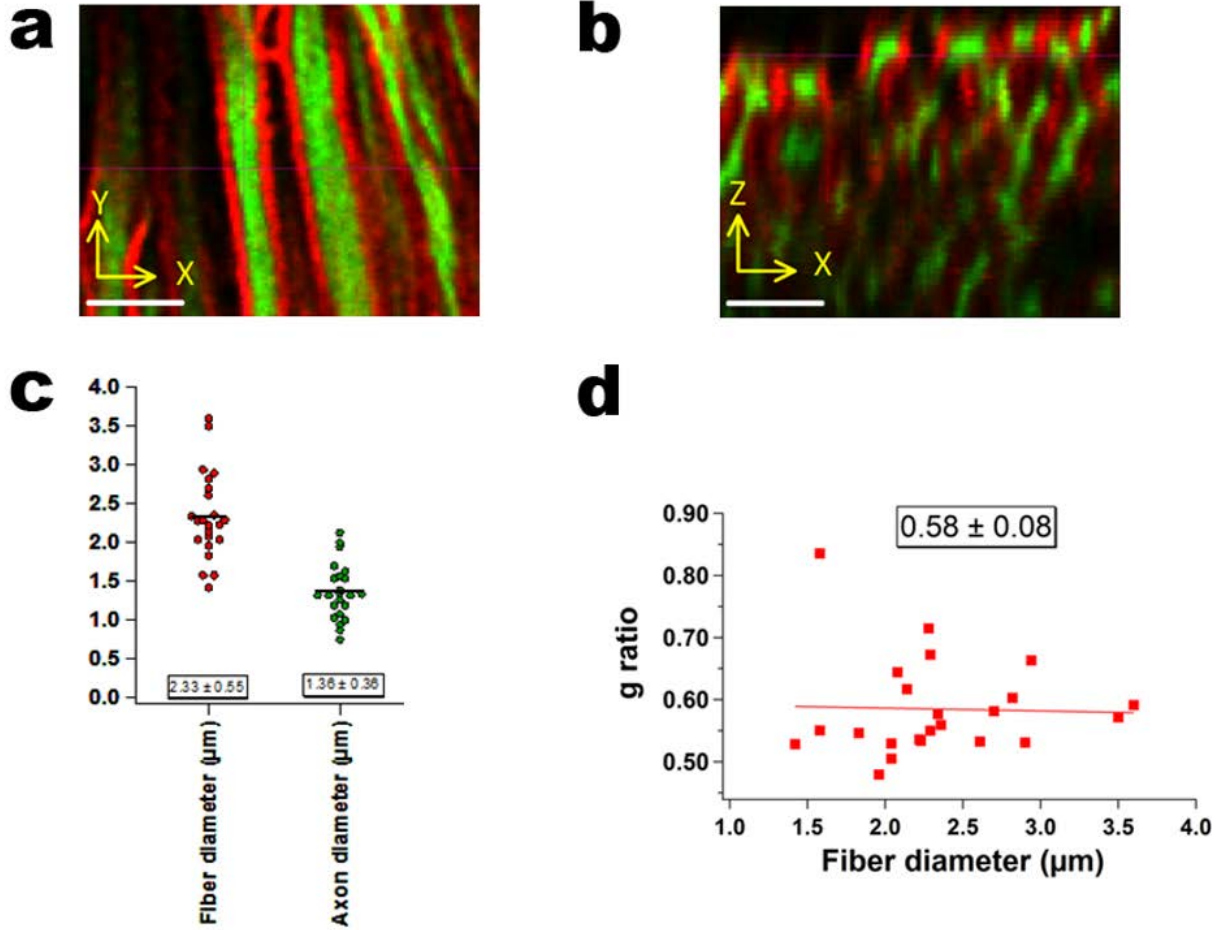 a
Y
X
b
Z
X
c
4.0
3.5
3.0
2.5
2.0
1.5
1.0
0.5
0.0
2.33 ± 0.55
1.36 ± 0.36
Fiber diameter (µm)
Axon diameter (µm)
d
0.58 ± 0.08
g ratio
0.90
0.80
0.70
0.60
0.50
1.0 1.5 2.0 2.5 3.0 3.5 4.0
Fiber diameter (µm)